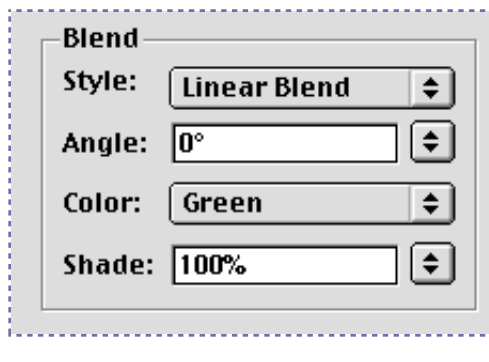 Blend
Style: Linear Blend
Angle: 0°
Color: Green
Shade: 100%